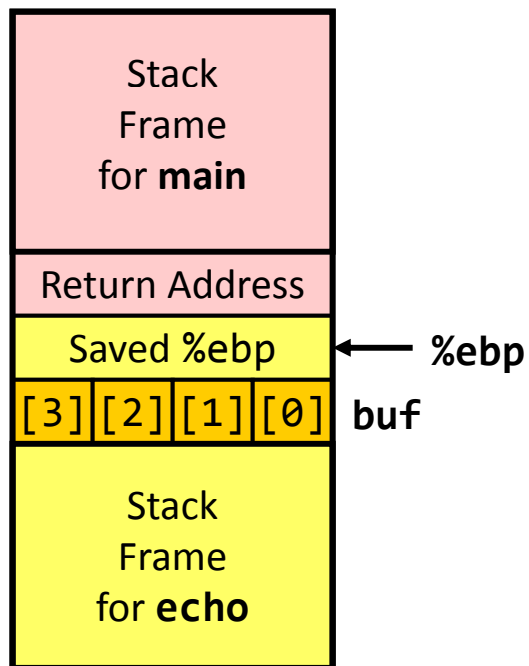 Stack
Frame
for main
Return Address
Saved %ebp
%ebp
[3] [2] [1] [0]
buf
Stack
Frame
for echo